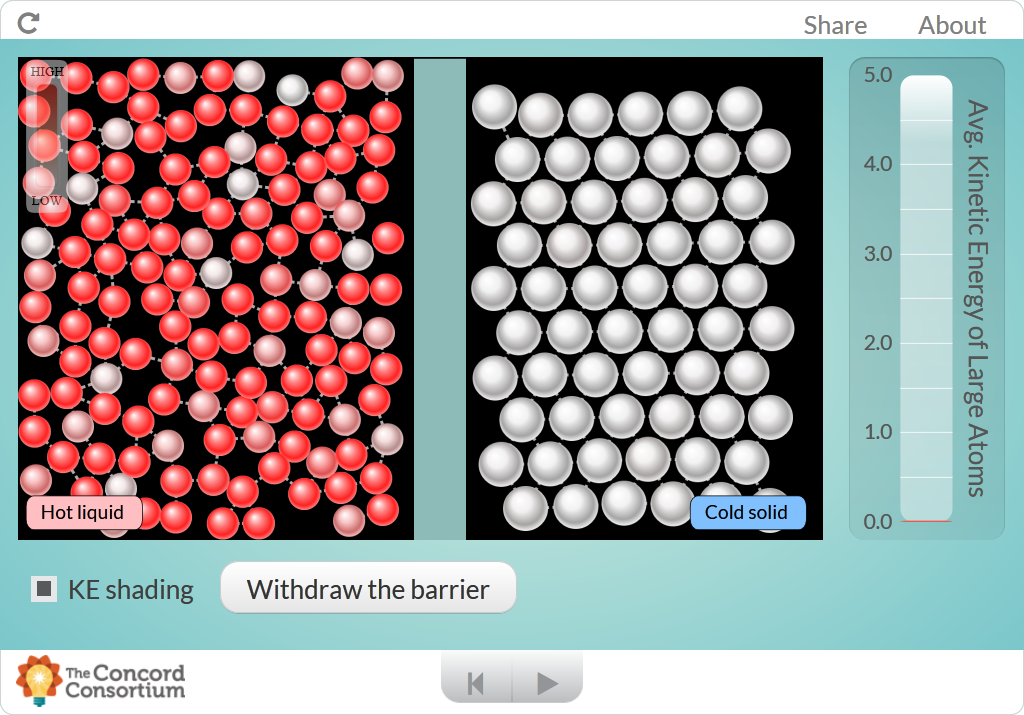 Share
About
HIGH
LOW
Hot liquid
Cold solid
5.0
4.0
3.0
2.0
1.0
0.0
Avg. Kinetic Energy of Large Atoms
KE shading
Withdraw the barrier
The Concord
Consortium